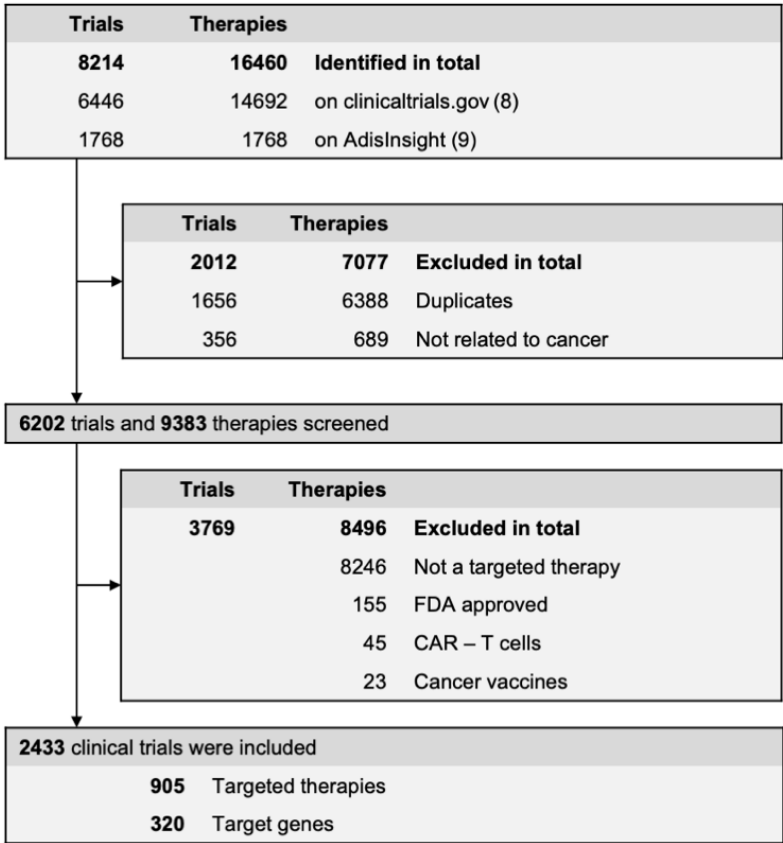 Trials Therapies
8214 16460 Identified in total
6446 14692 on clinicaltrials.gov (8)
1768 1768 on AdisInsight (9)
Trials Therapies
2012 7077 Excluded in total
1656 6388 Duplicates
356 689 Not related to cancer
6202 trials and 9383 therapies screened
Trials Therapies
3769 8496 Excluded in total
8246 Not a targeted therapy
155 FDA approved
45 CAR – T cells
23 Cancer vaccines
2433 clinical trials were included
905 Targeted therapies
320 Target genes